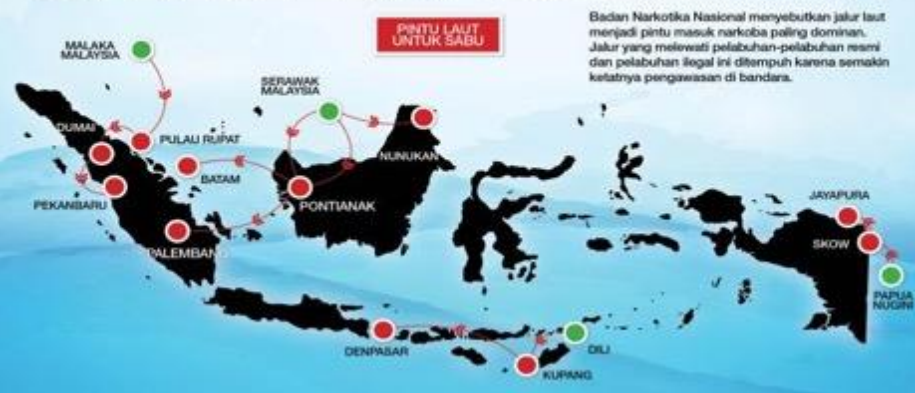 PINTU LAUT
UNTUK SABU
Badan Narkotika Nasional menyebutkan jalur laut
menjadi pintu masuk narkoba paling dominan.
Jalur yang melewati pelabuhan-pelabuhan resmi
dan pelabuhan ilegal ini ditempuh karena semakin
ketatnya pengawasan di bandara.
MALAKA
MALAYSIA
SERAWAK
MALAYSIA
DUMAI
PULAU RUPAT
BATAM
NUNUKAN
PEKANBARU
PONTIANAK
PALEMBANG
JAYAPURA
SKOW
PAPUA
NUGINI
DENPASAR
DILI
KUPANG